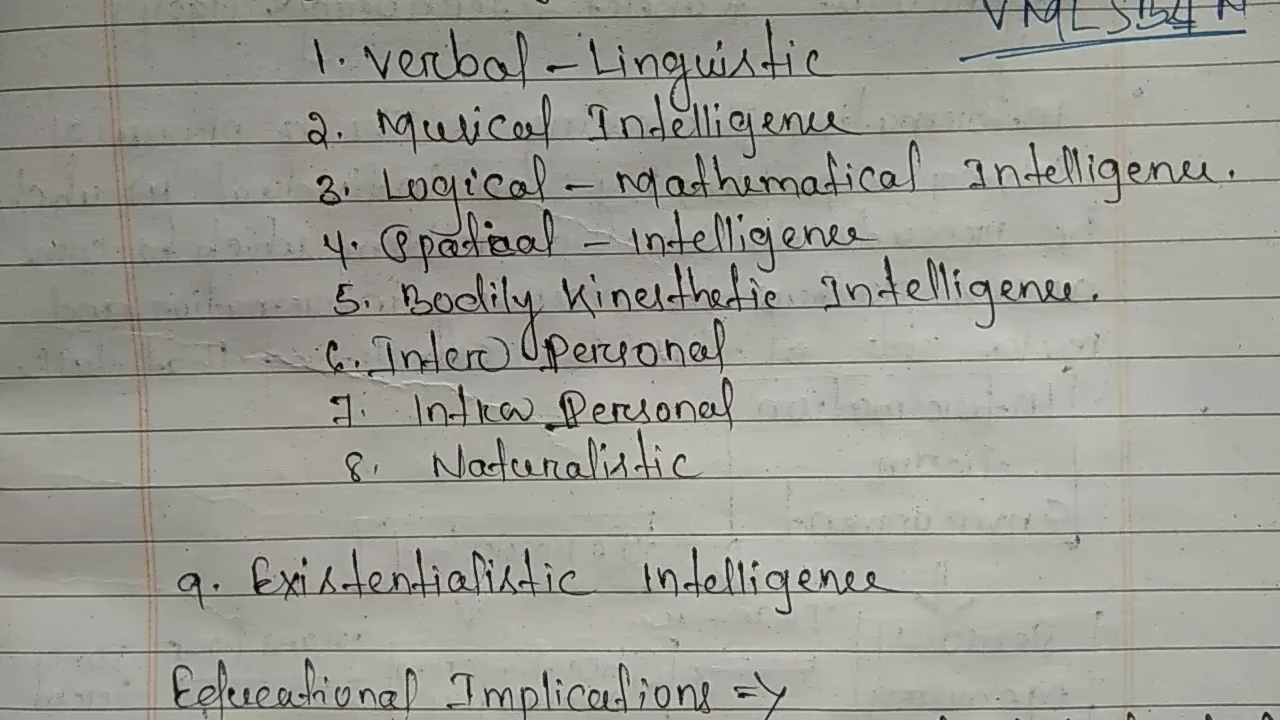 1. Verbal - Linguistic
2. Musical Intelligence
3. Logical - Mathematical Intelligence.
4. Spatial - Intelligence
5. Bodily Kinesthetic Intelligence.
6. Inter Personal
7. Intra Personal
8. Naturalistic
9. Existentialistic Intelligence
Educational Implications =>